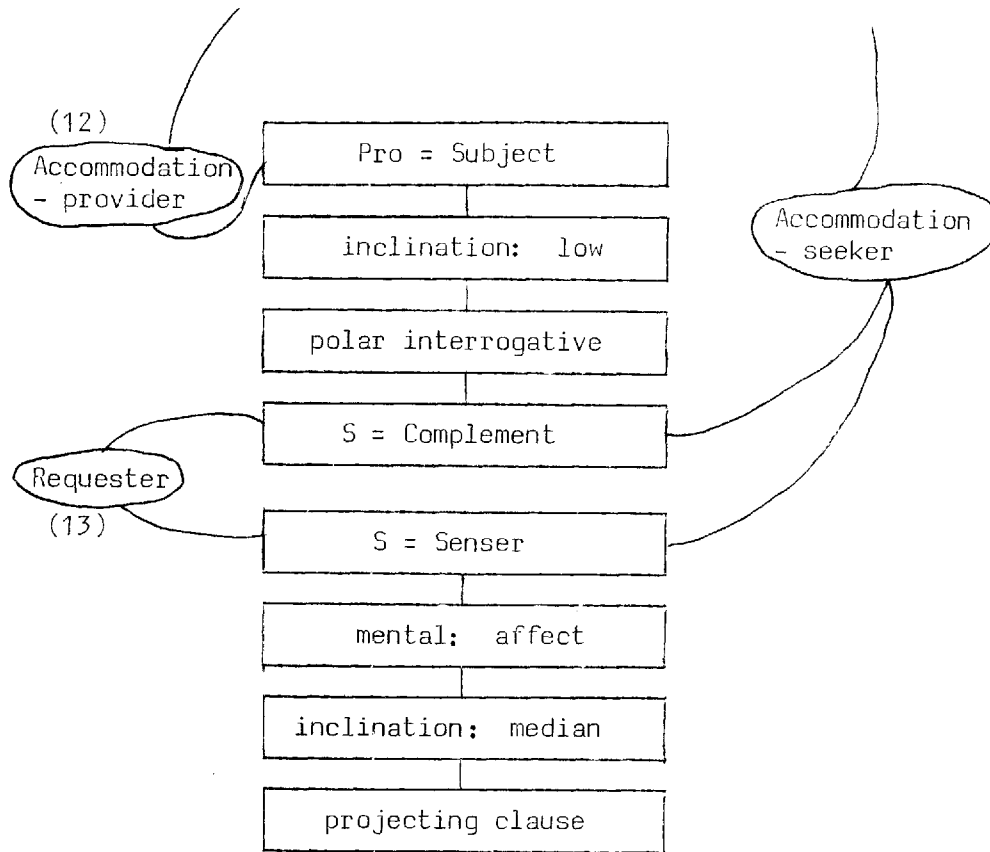 (12)
Accommodation
- provider
Pro = Subject
inclination: low
Accommodation
- seeker
polar interrogative
S = Complement
Requester
(13)
S = Senser
mental: affect
inclination: median
projecting clause